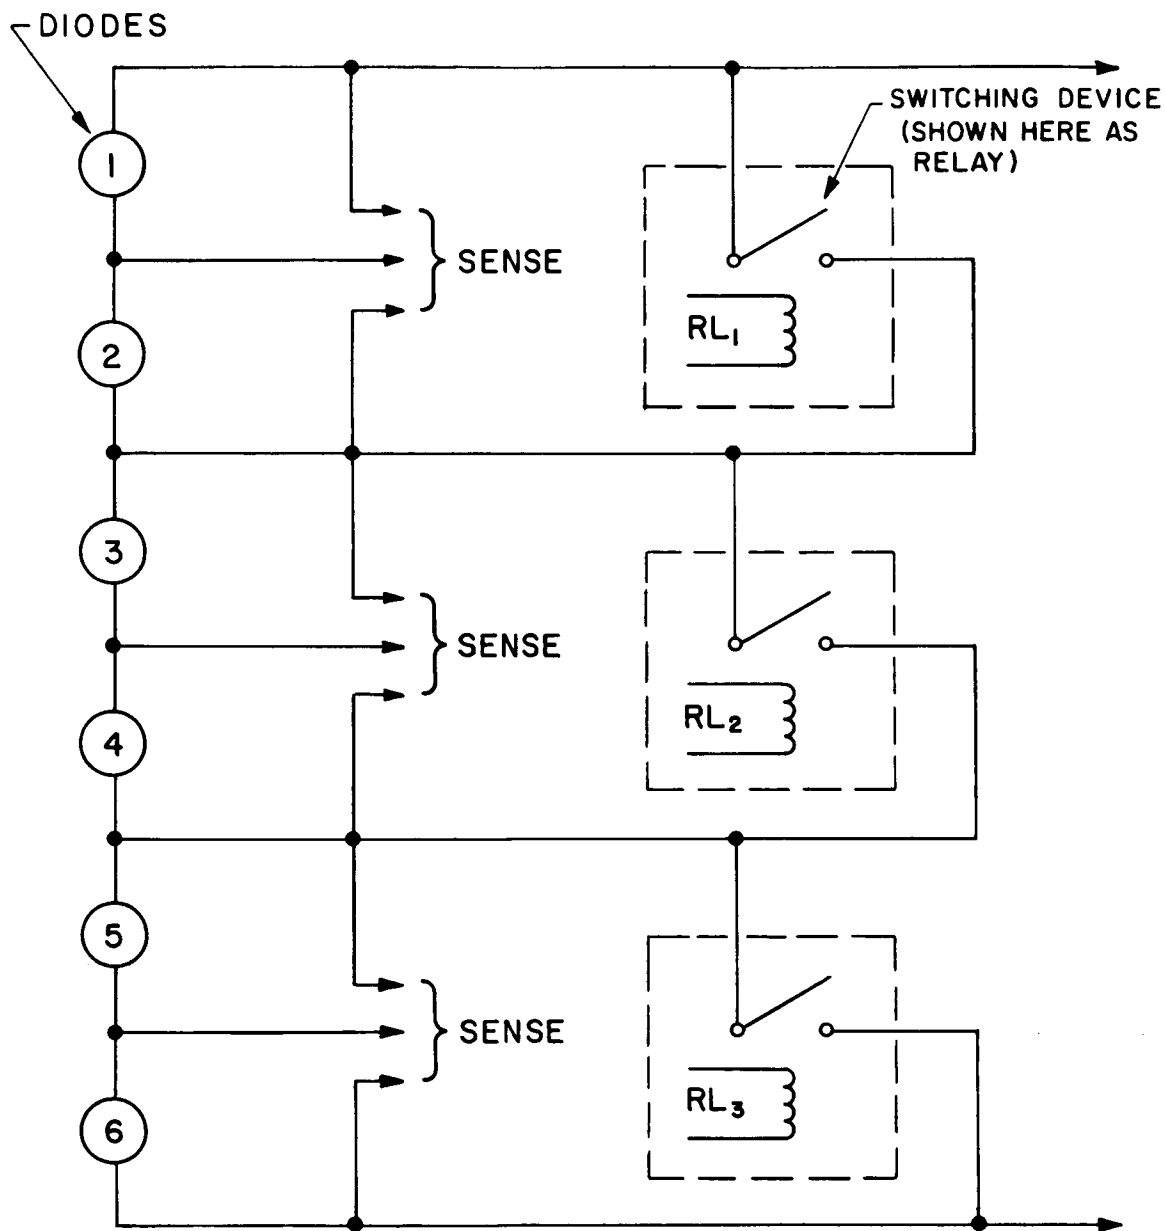 DIODES
SWITCHING DEVICE
(SHOWN HERE AS
RELAY)
1
SENSE
2
RL1
3
SENSE
4
RL2
5
SENSE
6
RL3